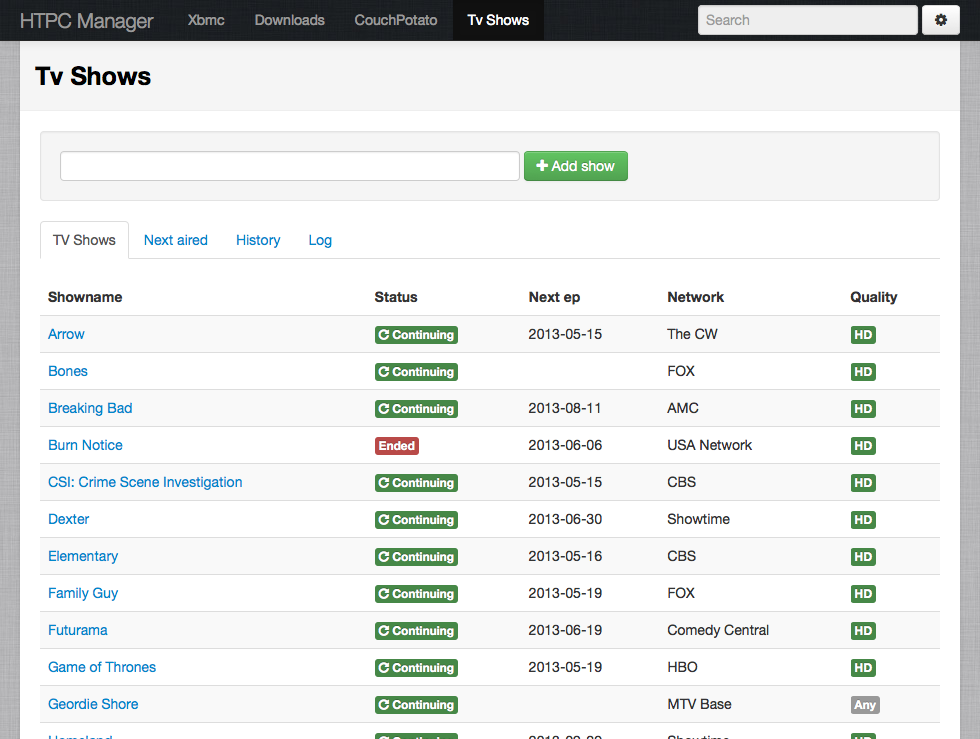 HTPC Manager Xbmc Downloads CouchPotato Tv Shows Search
Tv Shows
Add show
TV Shows Next aired History Log
Showname Status Next ep Network Quality
Arrow Continuing 2013-05-15 The CW HD
Bones Continuing FOX HD
Breaking Bad Continuing 2013-08-11 AMC HD
Burn Notice Ended 2013-06-06 USA Network HD
CSI: Crime Scene Investigation Continuing 2013-05-15 CBS HD
Dexter Continuing 2013-06-30 Showtime HD
Elementary Continuing 2013-05-16 CBS HD
Family Guy Continuing 2013-05-19 FOX HD
Futurama Continuing 2013-06-19 Comedy Central HD
Game of Thrones Continuing 2013-05-19 HBO HD
Geordie Shore Continuing MTV Base Any
Homeland Continuing Showtime HD